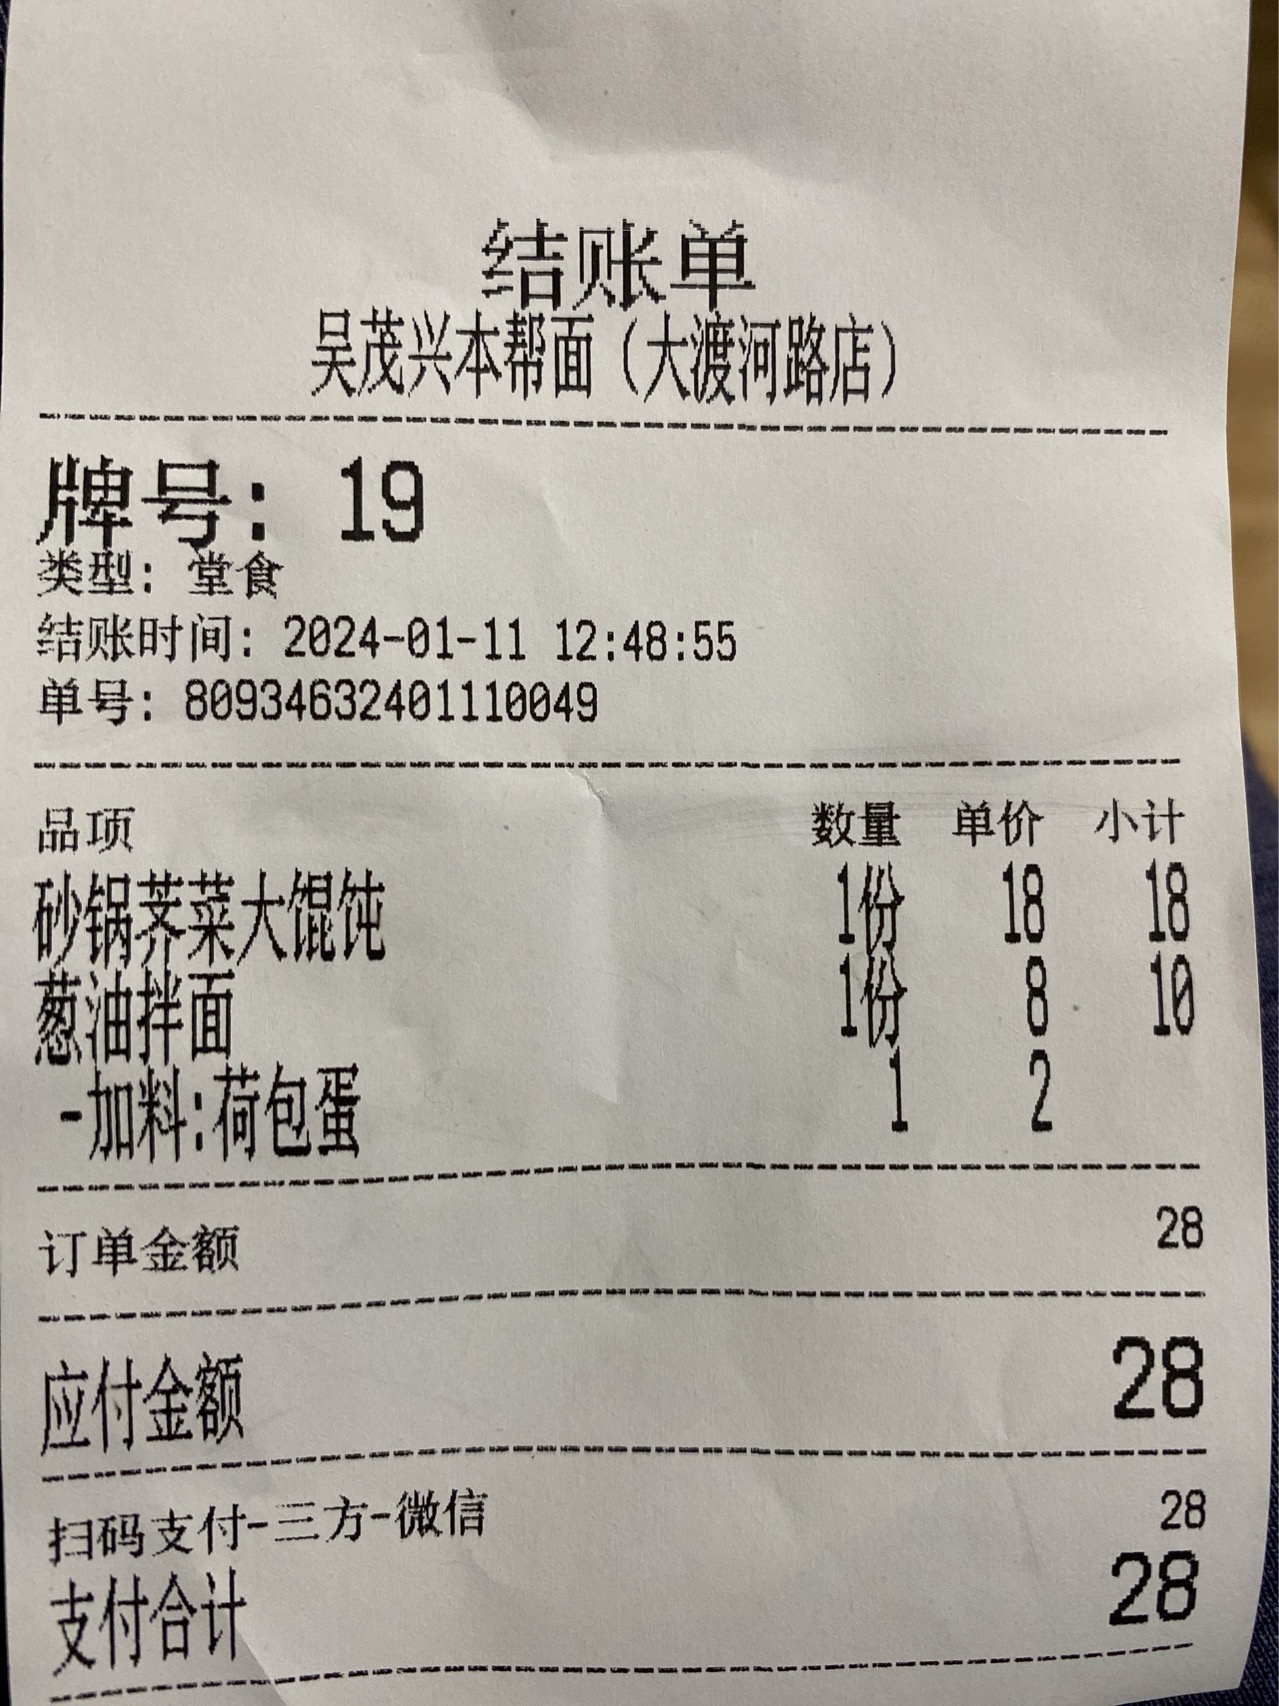 结账单
吴茂兴本帮面（大渡河路店）
牌号: 19
类型: 堂食
结账时间: 2024-01-11 12:48:55
单号: 80934632401110049
品项 数量 单价 小计
砂锅荠菜大馄饨 1份 18 18
葱油拌面 1份 8 10
-加料:荷包蛋 1 2
订单金额 28
应付金额 28
扫码支付-三方-微信 28
支付合计 28